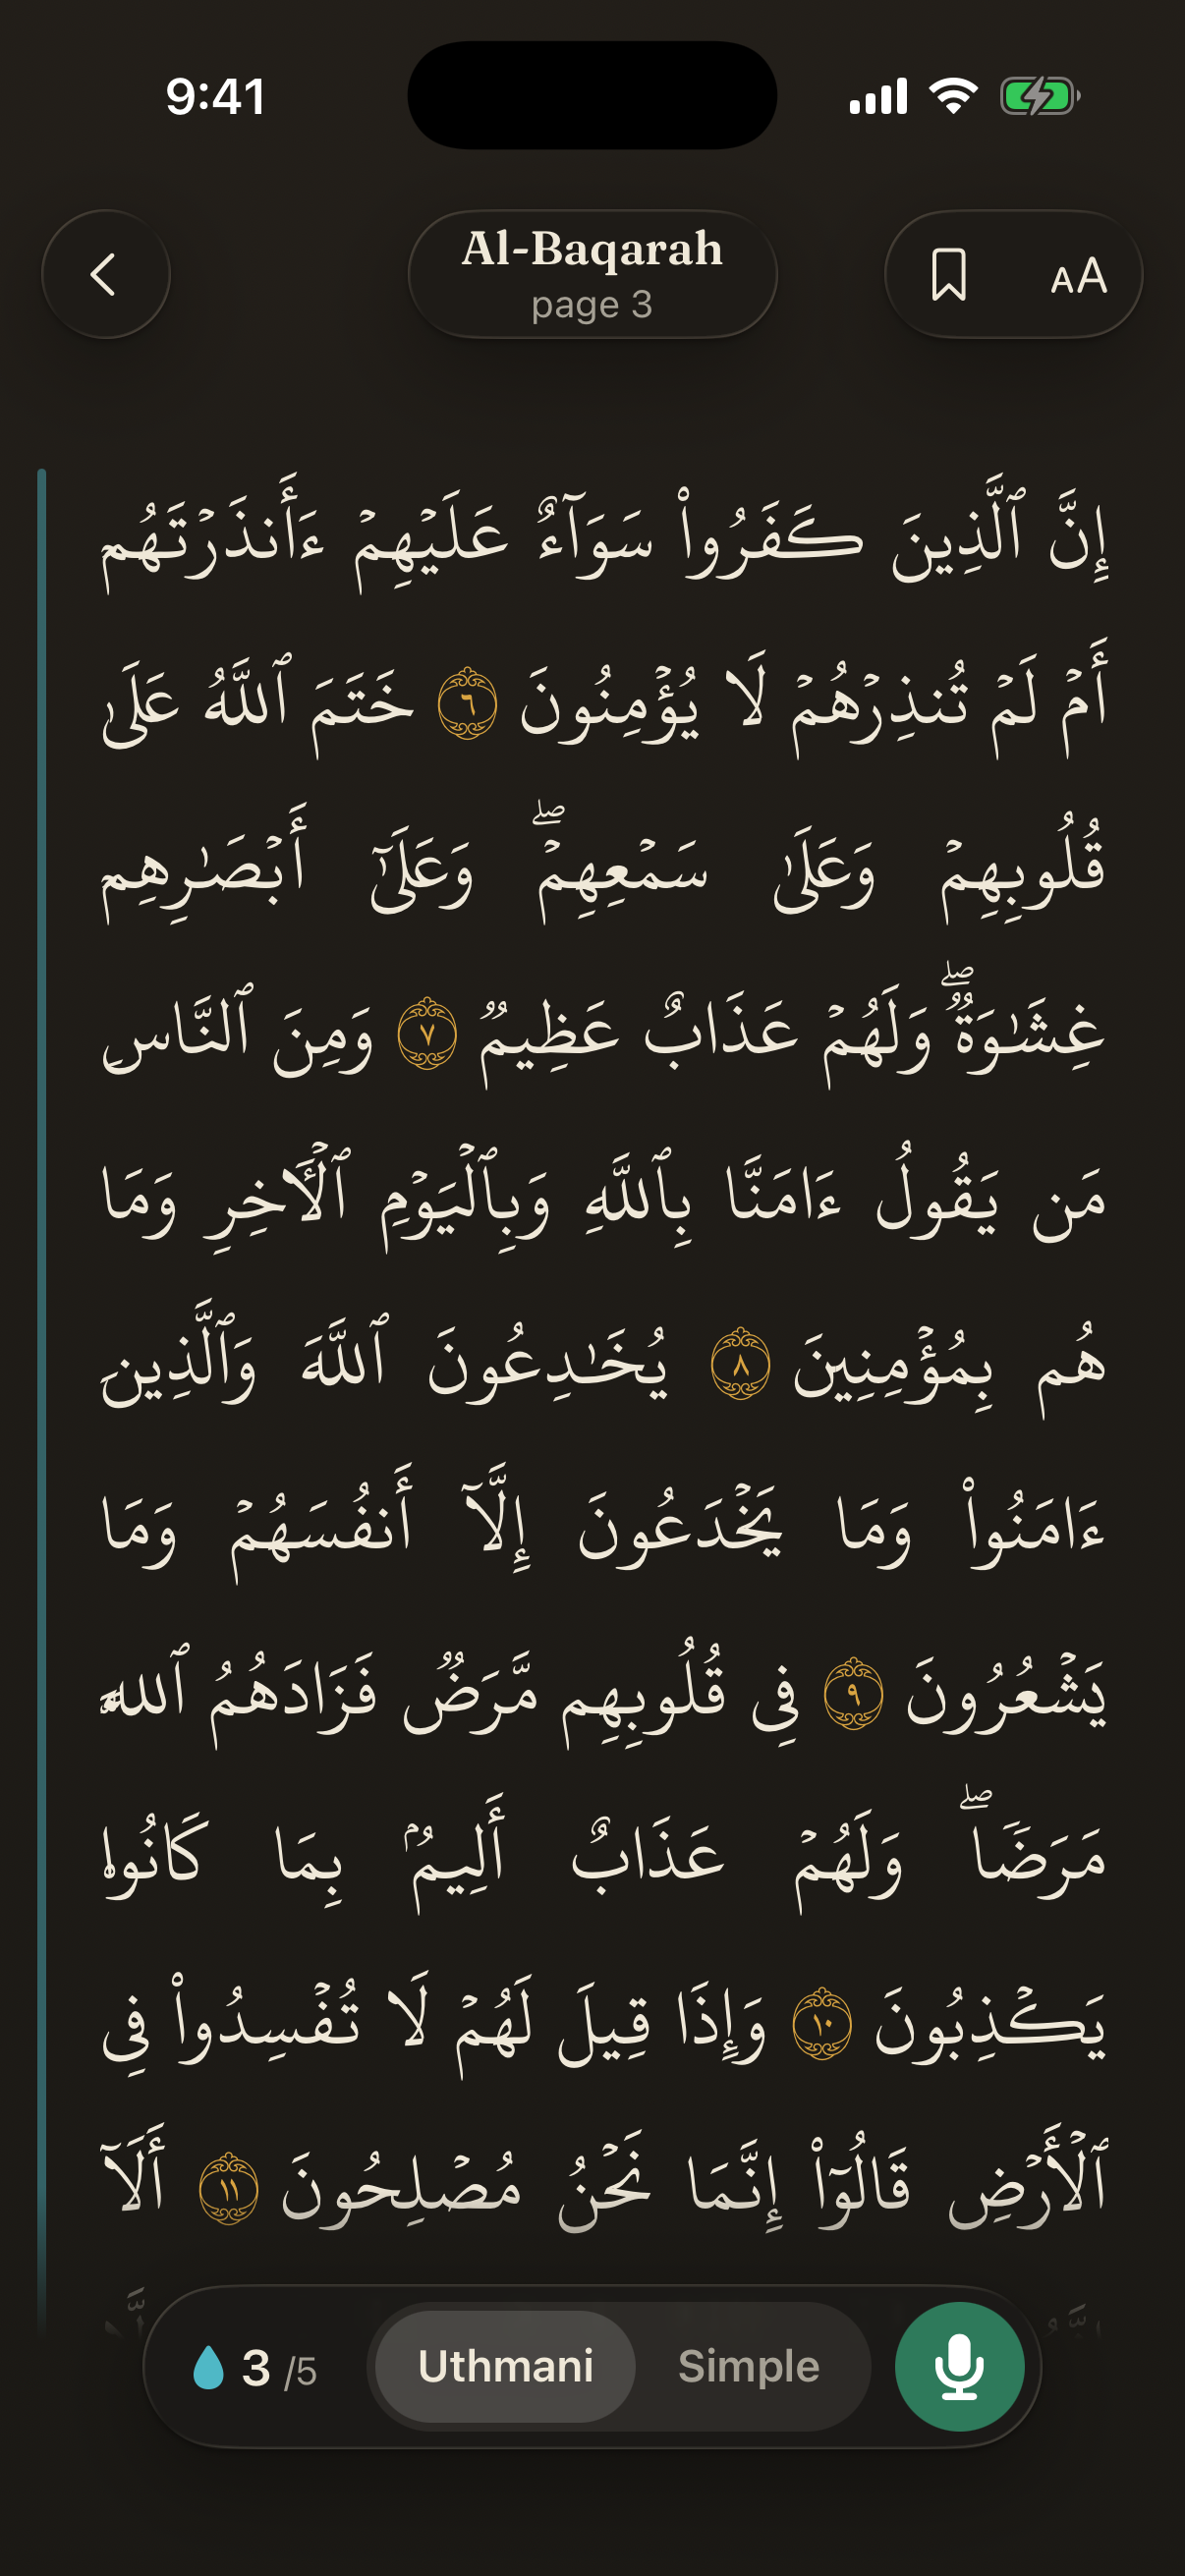 9:41
Al-Baqarah
page 3
AA
إِنَّ ٱلَّذِينَ كَفَرُوا۟ سَوَآءٌ عَلَيْهِمْ ءَأَنذَرْتَهُم
أَمْ لَمْ تُنذِرْهُمْ لَا يُؤْمِنُونَ ٦ خَتَمَ ٱللَّهُ عَلَىٰ
قُلُوبِهِمْ وَعَلَىٰ سَمْعِهِمْ ۖ وَعَلَىٰٓ أَبْصَـٰرِهِم
غِشَـٰوَةٌ ۖ وَلَهُمْ عَذَابٌ عَظِيمٌ ٧ وَمِنَ ٱلنَّاسِ
مَن يَقُولُ ءَامَنَّا بِٱللَّهِ وَبِٱلْيَوْمِ ٱلْـَٔاخِرِ وَمَا
هُم بِمُؤْمِنِينَ ٨ يُخَـٰدِعُونَ ٱللَّهَ وَٱلَّذِينَ
ءَامَنُوا۟ وَمَا يَخْدَعُونَ إِلَّآ أَنفُسَهُمْ وَمَا
يَشْعُرُونَ ٩ فِى قُلُوبِهِم مَّرَضٌ فَزَادَهُمُ ٱللَّهُ
مَرَضًا ۖ وَلَهُمْ عَذَابٌ أَلِيمٌۢ بِمَا كَانُوا۟
يَكْذِبُونَ ١٠ وَإِذَا قِيلَ لَهُمْ لَا تُفْسِدُوا۟ فِى
ٱلْأَرْضِ قَالُوٓا۟ إِنَّمَا نَحْنُ مُصْلِحُونَ ١١ أَلَآ
3 /5 Uthmani Simple